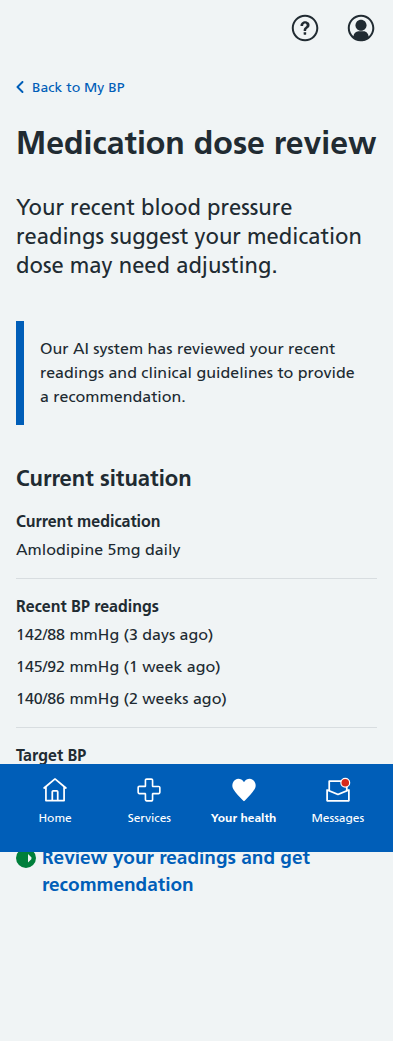 ?
Back to My BP
Medication dose review
Your recent blood pressure
readings suggest your medication
dose may need adjusting.
Our AI system has reviewed your recent
readings and clinical guidelines to provide
a recommendation.
Current situation
Current medication
Amlodipine 5mg daily
Recent BP readings
142/88 mmHg (3 days ago)
145/92 mmHg (1 week ago)
140/86 mmHg (2 weeks ago)
Target BP
Home
Services
Your health
Messages
Review your readings and get
recommendation